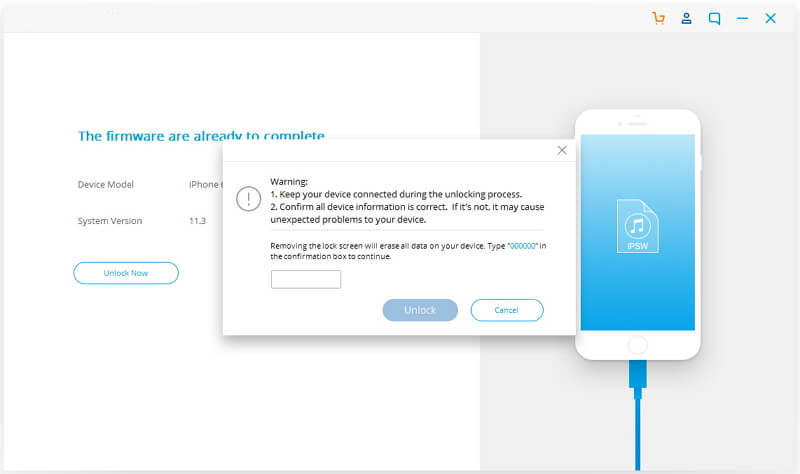 The firmware are already to complete
Device Model
iPhone
System Version
11.3
Unlock Now
Warning:
1. Keep your device connected during the unlocking process.
2. Confirm all device information is correct.  If it's not, it may cause
unexpected problems to your device.
Removing the lock screen will erase all data on your device. Type "000000" in
the confirmation box to continue.
Unlock
Cancel
IPSW